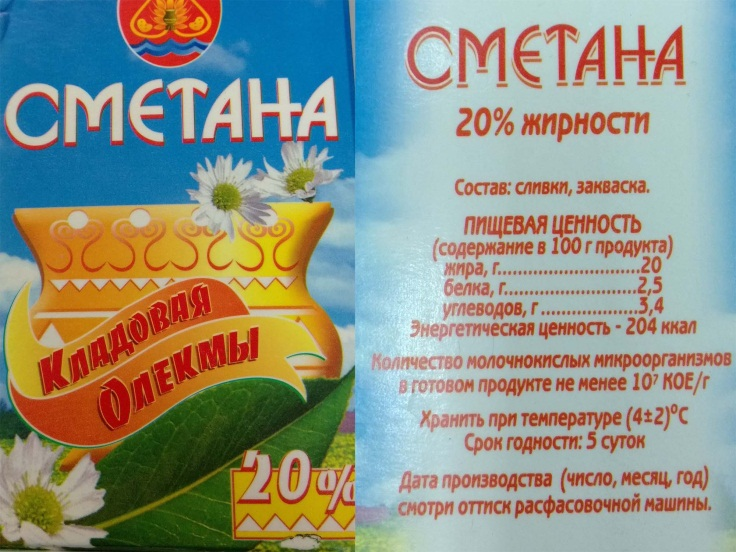 СМЕТАНА
Кладовая
Олекмы
20%
СМЕТАНА
20% жирности
Состав: сливки, закваска.
ПИЩЕВАЯ ЦЕННОСТЬ
(содержание в 100 г продукта)
жира, г............................20
белка, г..........................2,5
углеводов, г ...................3,4
Энергетическая ценность - 204 ккал
Количество молочнокислых микроорганизмов
в готовом продукте не менее 10⁷ КОЕ/г
Хранить при температуре (4±2)⁰С
Срок годности: 5 суток
Дата производства (число, месяц, год)
смотри оттиск расфасовочной машины.